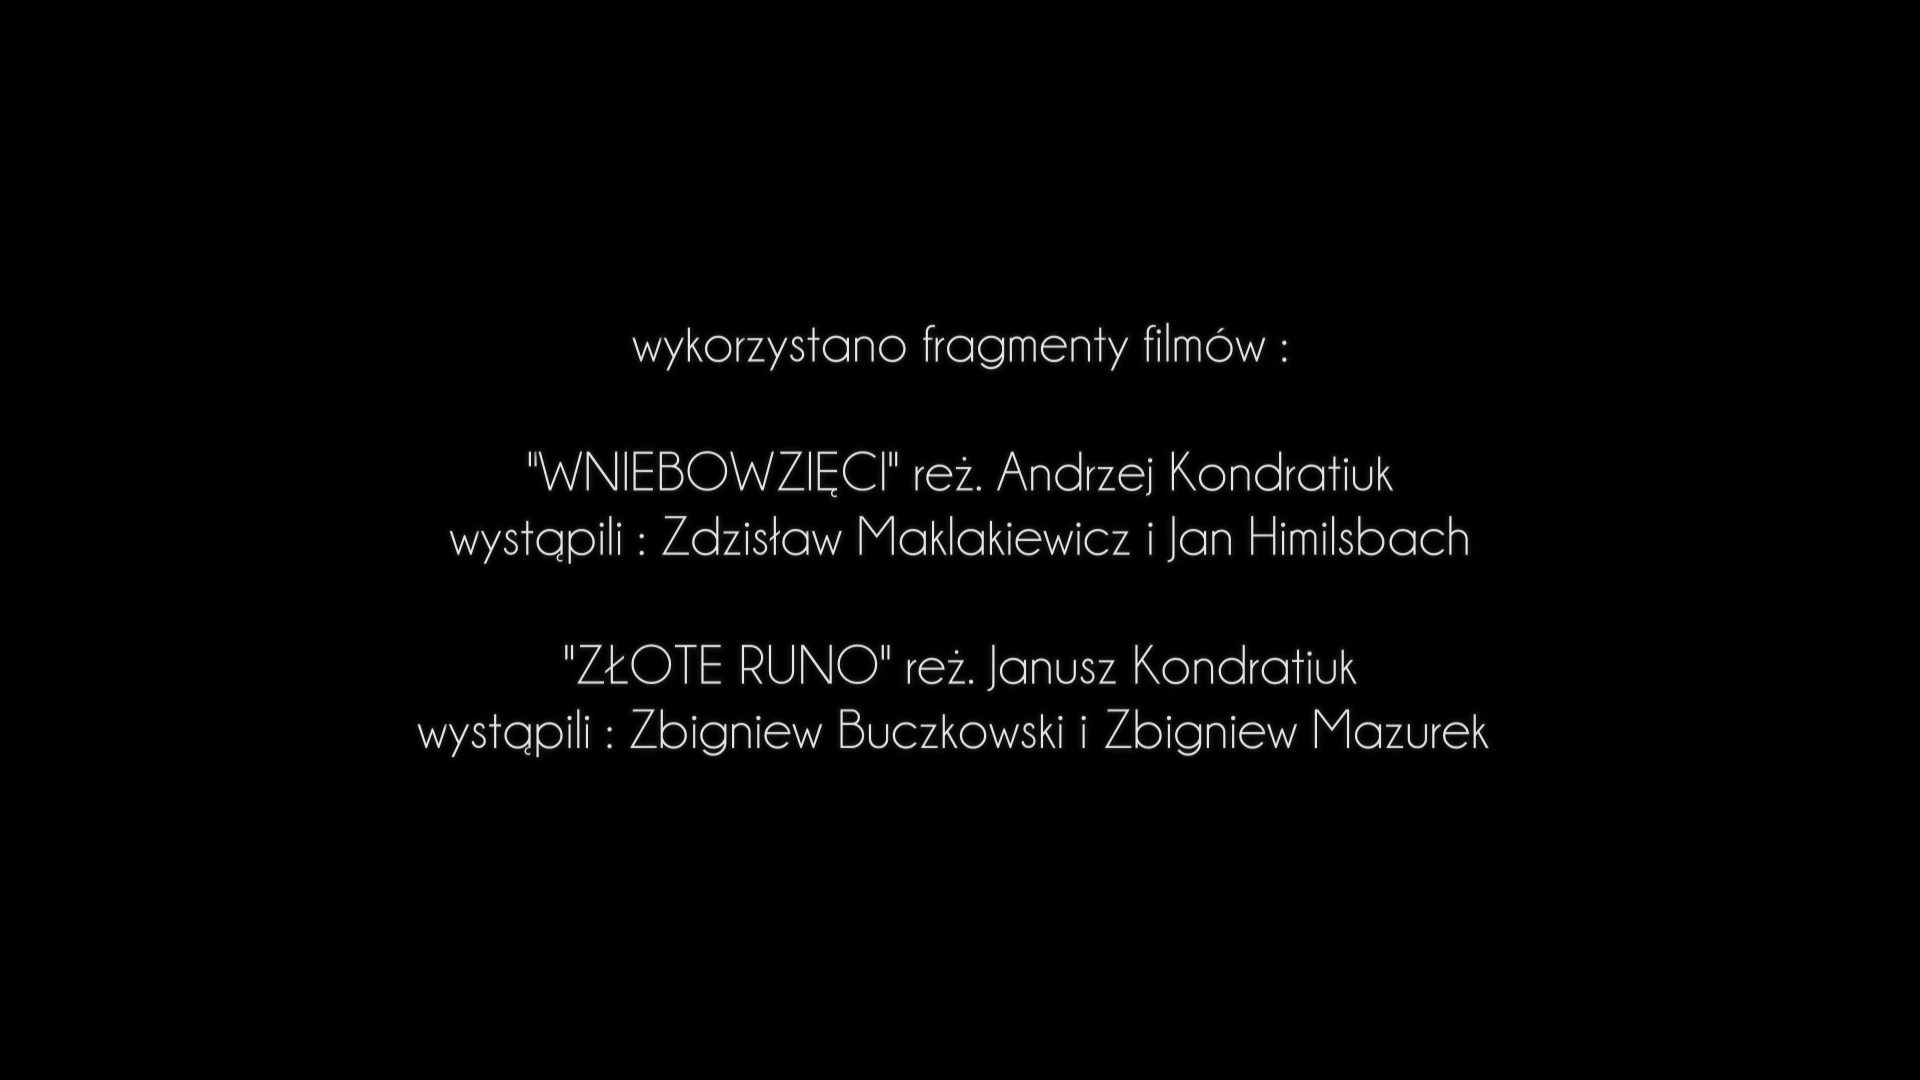 wykorzystano fragmenty filmów :
"WNIEBOWZIĘCI" reż. Andrzej Kondratiuk
wystąpili : Zdzisław Maklakiewicz i Jan Himilsbach
"ZŁOTE RUNO" reż. Janusz Kondratiuk
wystąpili : Zbigniew Buczkowski i Zbigniew Mazurek